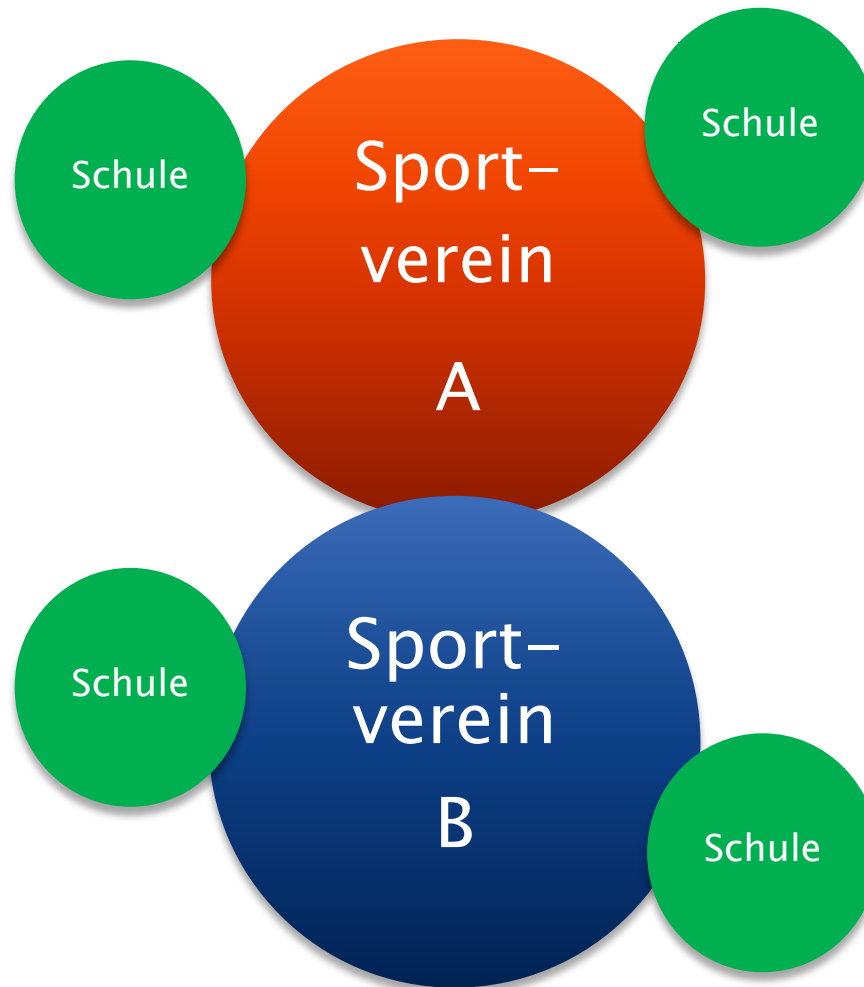 Schule
Sport-
verein
A
Schule
Schule
Sport-
verein
B
Schule